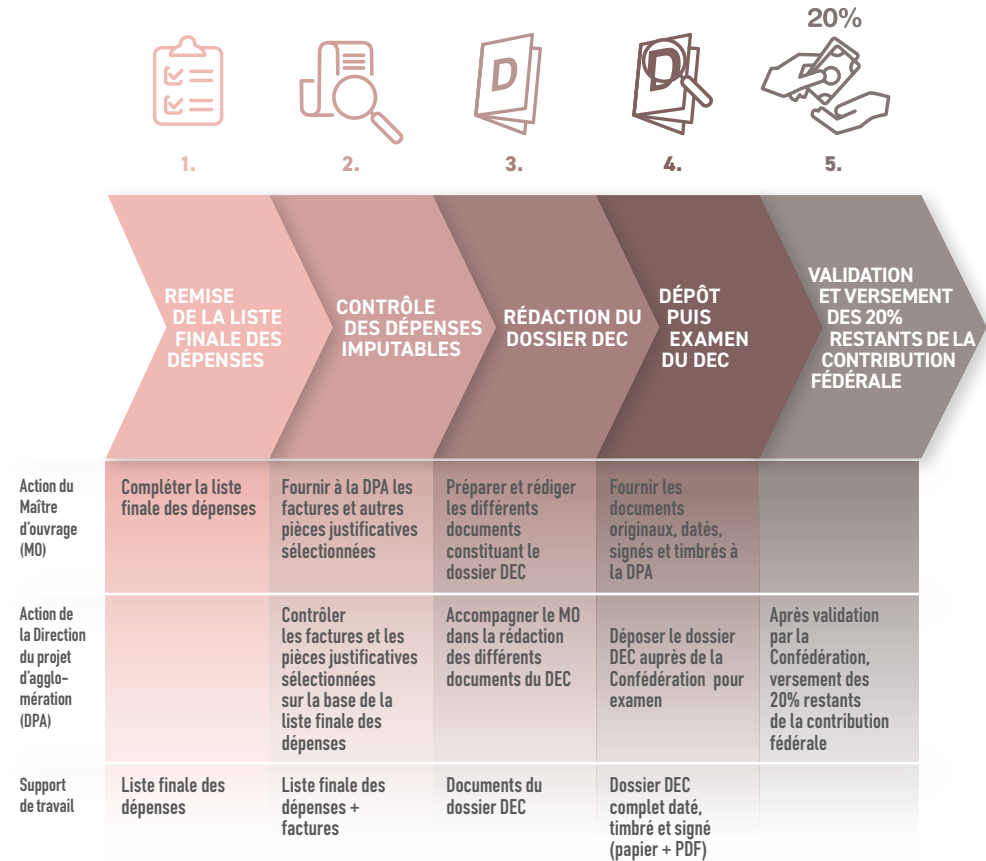 20%
D
D
1.
2.
3.
4.
5.
REMISE
DE LA LISTE
FINALE DES
DÉPENSES
CONTRÔLE
DES DÉPENSES
IMPUTABLES
RÉDACTION DU
DOSSIER DEC
DÉPÔT
PUIS
EXAMEN
DU DEC
VALIDATION
ET VERSEMENT
DES 20%
RESTANTS DE LA
CONTRIBUTION
FÉDÉRALE
Action du
Maître
d'ouvrage
(MO)
Compléter la liste
finale des dépenses
Fournir à la DPA les
factures et autres
pièces justificatives
sélectionnées
Préparer et rédiger
les différents
documents
constituant le
dossier DEC
Fournir les
documents
originaux, datés,
signés et timbrés à
la DPA
Action de
la Direction
du projet
d'agglo-
mération
(DPA)
Contrôler
les factures et les
pièces justificatives
sélectionnées
sur la base de la
liste finale des
dépenses
Accompagner le MO
dans la rédaction
des différents
documents du DEC
Déposer le dossier
DEC auprès de la
Confédération pour
examen
Après validation
par la
Confédération,
versement des
20% restants
de la contribution
fédérale
Support
de travail
Liste finale des
dépenses
Liste finale des
dépenses +
factures
Documents du
dossier DEC
Dossier DEC
complet daté,
timbré et signé
(papier + PDF)